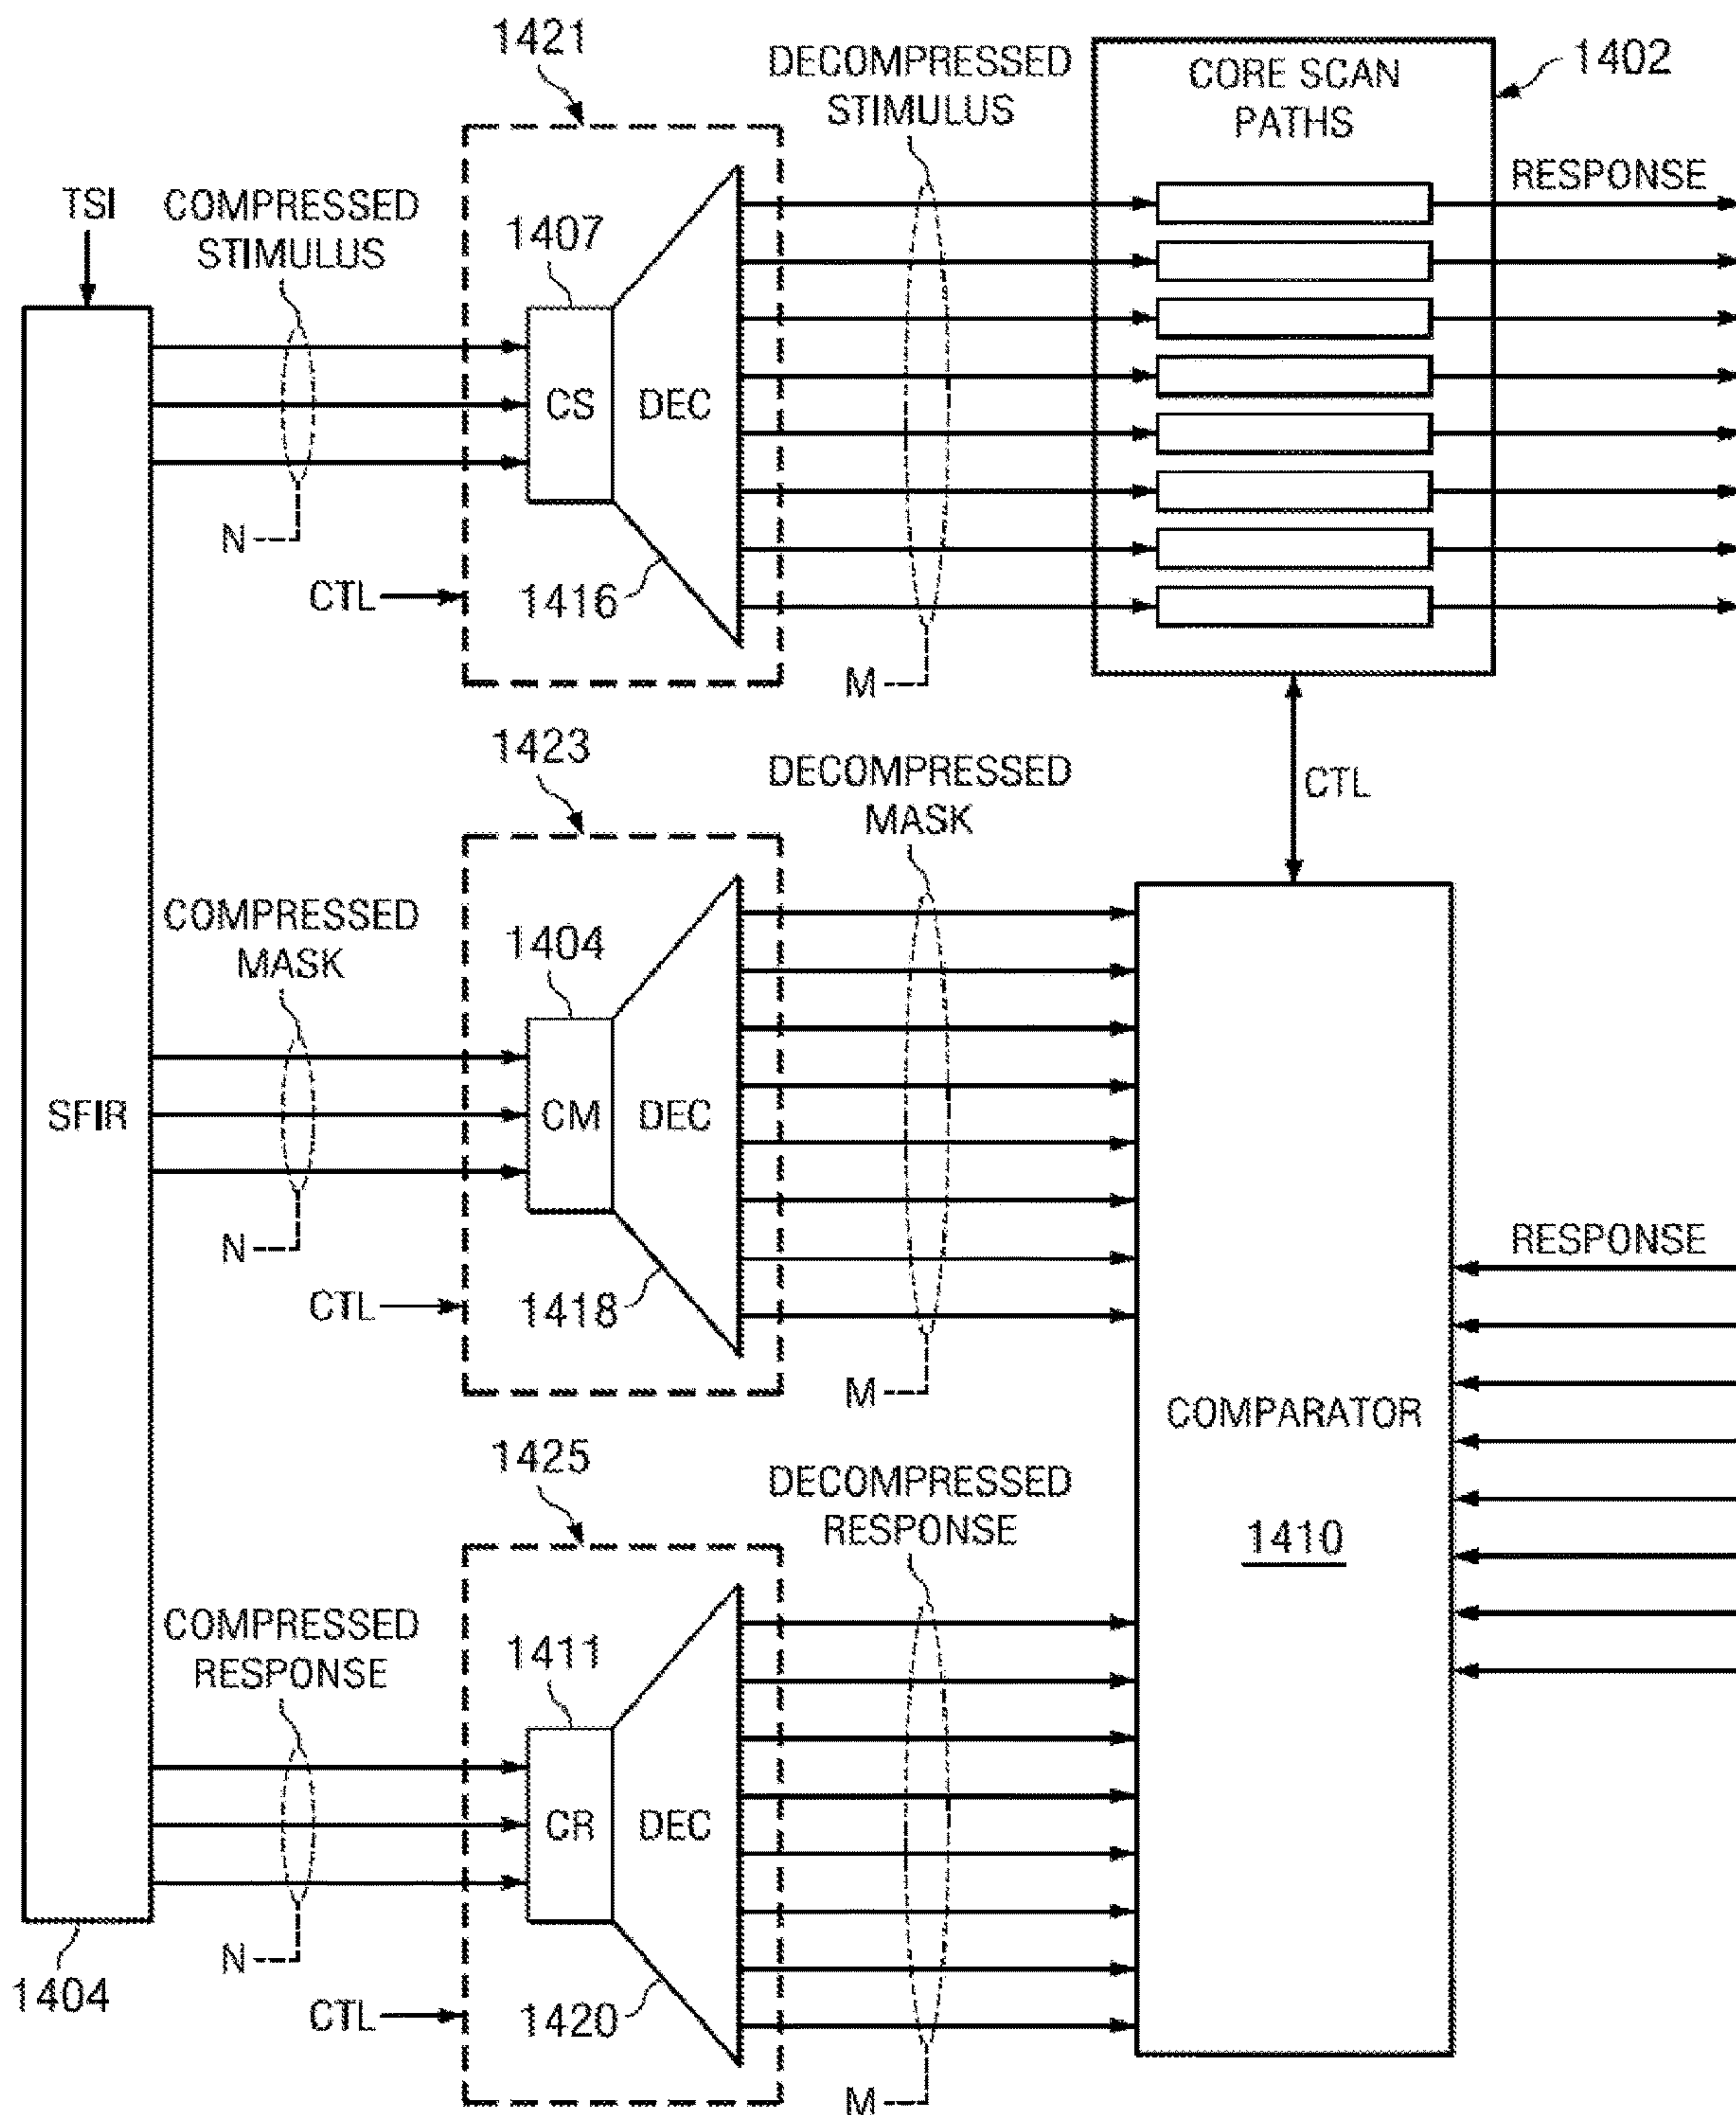 1421
DECOMPRESSED
STIMULUS
CORE SCAN
PATHS
1402
TSI
COMPRESSED
STIMULUS
1407
RESPONSE
CS
DEC
N
CTL
1416
M
1423
DECOMPRESSED
MASK
CTL
COMPRESSED
MASK
1404
SFIR
CM
DEC
RESPONSE
N
CTL
1418
M
COMPARATOR
1410
1425
DECOMPRESSED
RESPONSE
COMPRESSED
RESPONSE
1411
CR
DEC
N
1404
CTL
1420
M